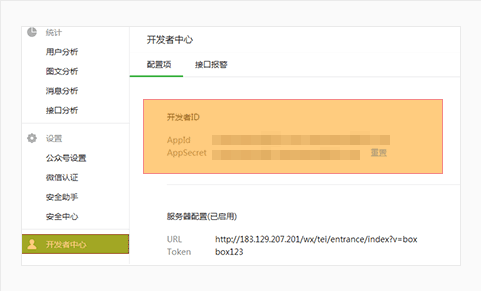 统计
用户分析
图文分析
消息分析
接口分析
设置
公众号设置
微信认证
安全助手
安全中心
开发者中心
开发者中心
配置项 接口报警
开发者ID
AppId
AppSecret 重置
服务器配置(已启用)
URL http://183.129.207.201/wx/tei/entrance/index?v=box
Token box123